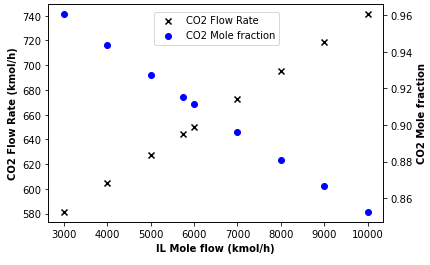 CO2 Flow Rate
CO2 Mole fraction
740
720
700
680
660
640
620
600
580
CO2 Flow Rate (kmol/h)
0.96
0.94
0.92
0.90
0.88
0.86
CO2 Mole fraction
3000 4000 5000 6000 7000 8000 9000 10000
IL Mole flow (kmol/h)